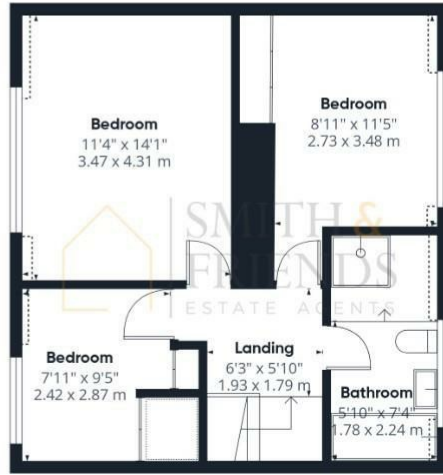 Bedroom
11'4" x 14'1"
3.47 x 4.31 m
Bedroom
8'11" x 11'5"
2.73 x 3.48 m
SMITH &
FRIENDS
ESTATE AGENTS
Bedroom
7'11" x 9'5"
2.42 x 2.87 m
Landing
6'3" x 5'10"
1.93 x 1.79 m
Bathroom
5'10" x 7'4"
1.78 x 2.24 m